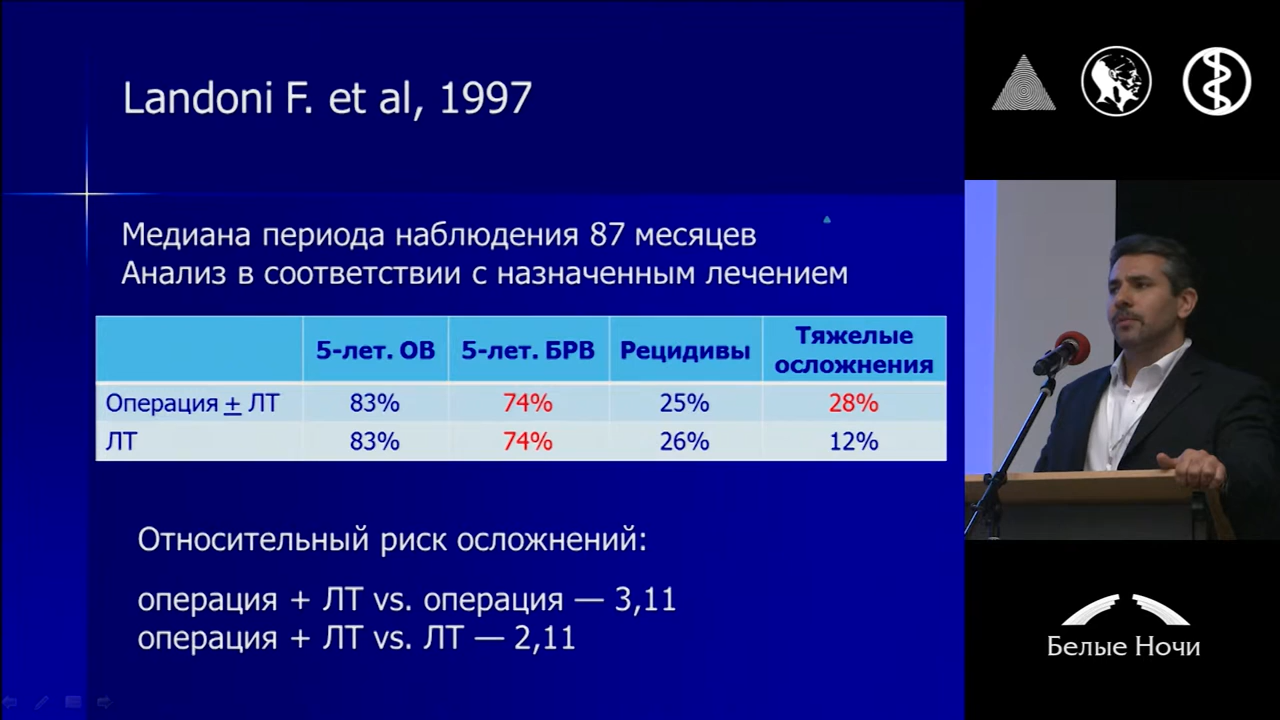 Landoni F. et al, 1997
Медиана периода наблюдения 87 месяцев
Анализ в соответствии с назначенным лечением
5-лет. ОВ 5-лет. БРВ Рецидивы Тяжелые осложнения
Операция + ЛТ 83% 74% 25% 28%
ЛТ 83% 74% 26% 12%
Относительный риск осложнений:
операция + ЛТ vs. операция — 3,11
операция + ЛТ vs. ЛТ — 2,11
Белые Ночи